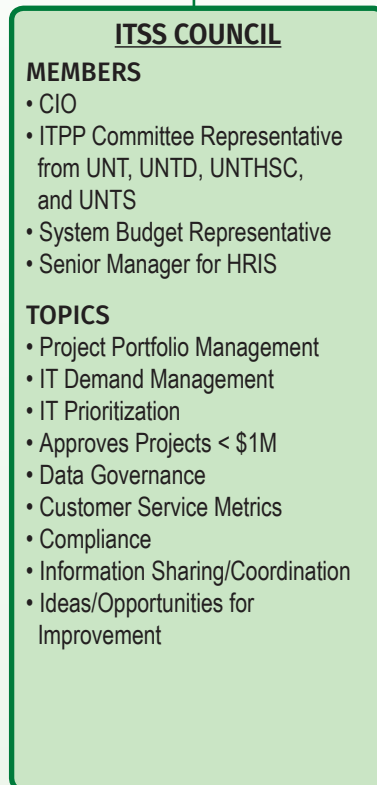 ITSS COUNCIL
MEMBERS
• CIO
• ITPP Committee Representative
from UNT, UNTD, UNTHSC,
and UNTS
• System Budget Representative
• Senior Manager for HRIS
TOPICS
• Project Portfolio Management
• IT Demand Management
• IT Prioritization
• Approves Projects < $1M
• Data Governance
• Customer Service Metrics
• Compliance
• Information Sharing/Coordination
• Ideas/Opportunities for
Improvement